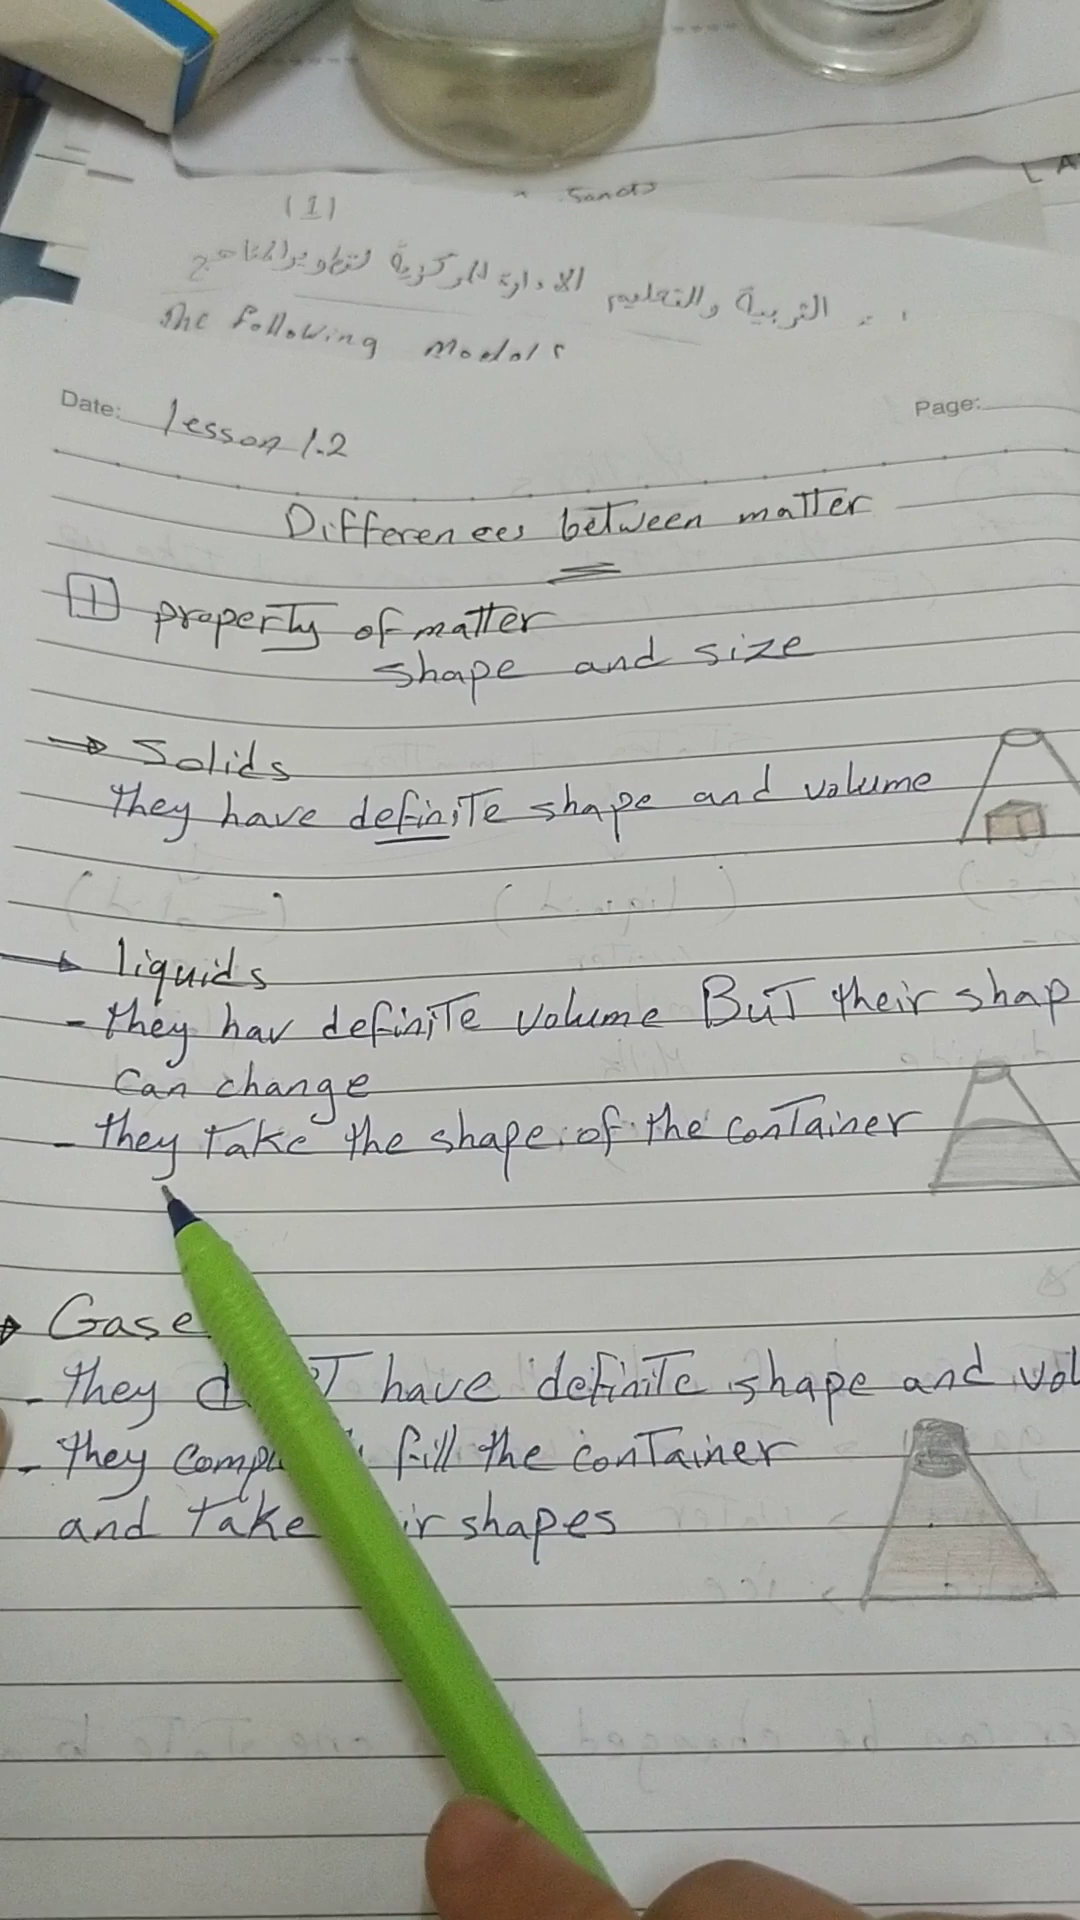 (1)
Sands
التربية والتعليم الادارة المركزية لتطوير المناهج
The following Models
Date: lesson 1.2
Page:
Differences between matter
1 property of matter
shape and size
→ Solids
they have definite shape and volume
→ liquids
- they hav definite volume BuT their shap
can change
- they take the shape of the container
→ Gase
- they T have definite shape and vol
- they fill the container
and take shapes